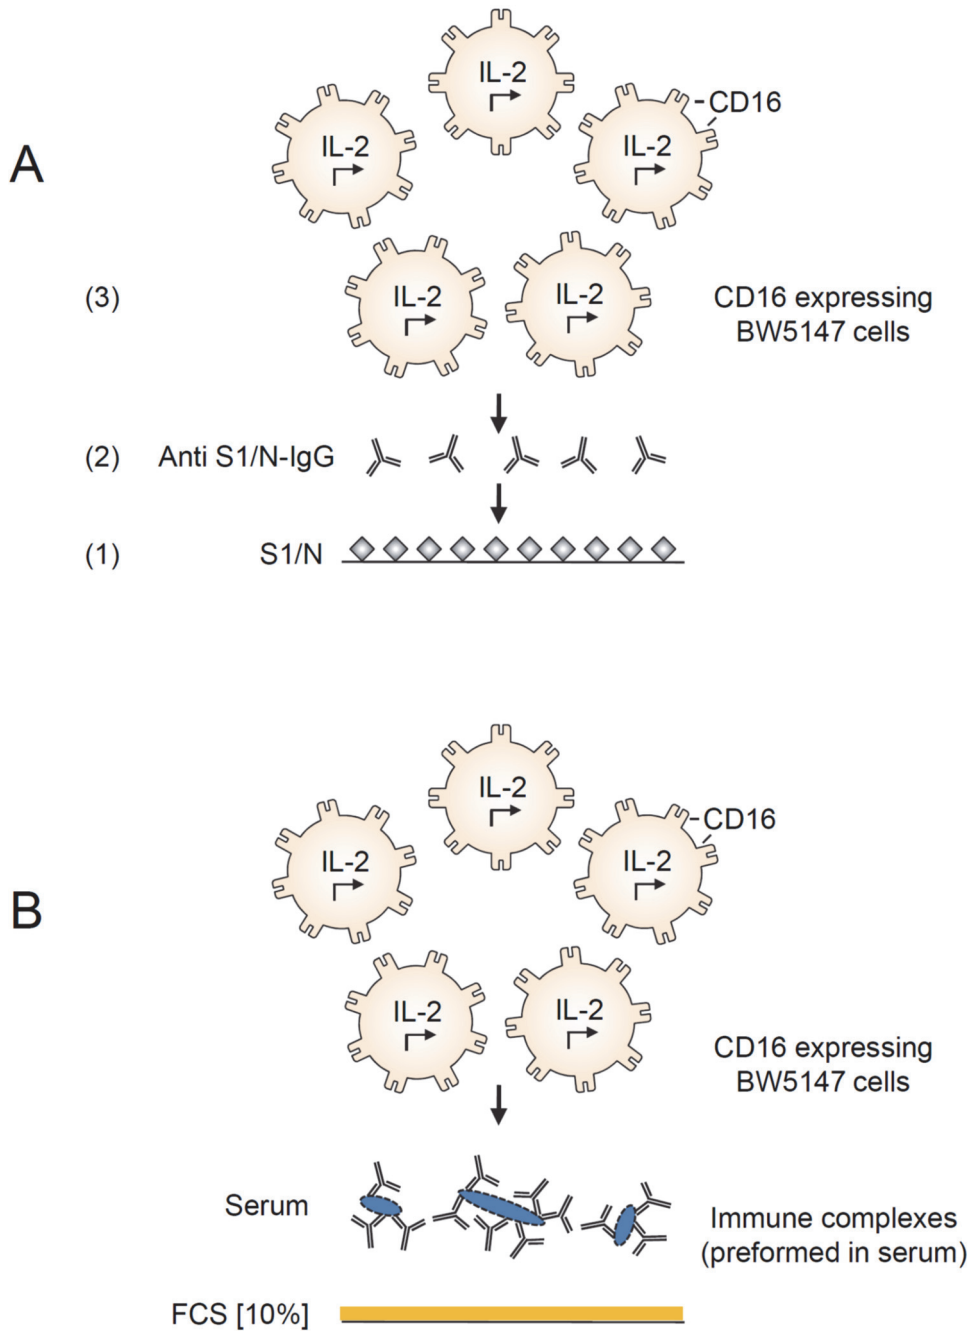 A
IL-2
IL-2
IL-2
CD16
(3)
IL-2
IL-2
CD16 expressing
BW5147 cells
(2)
Anti S1/N-IgG
(1)
S1/N
B
IL-2
IL-2
IL-2
CD16
IL-2
IL-2
CD16 expressing
BW5147 cells
Serum
Immune complexes
(preformed in serum)
FCS [10%]